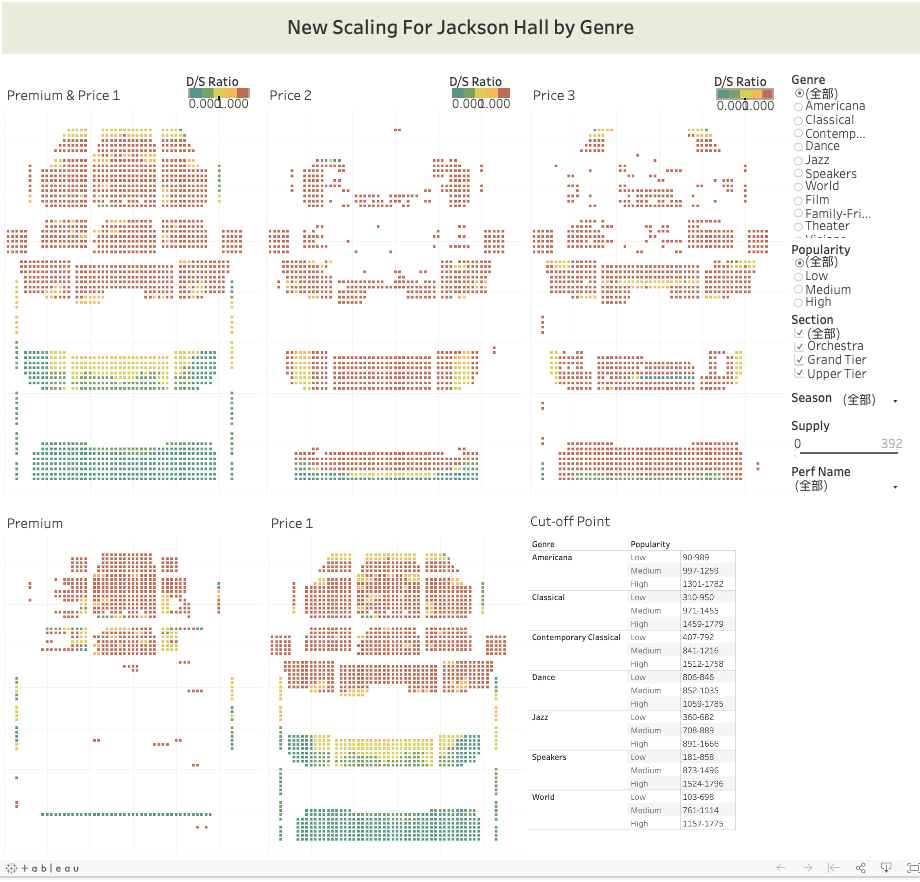 New Scaling For Jackson Hall by Genre
Premium & Price 1
D/S Ratio
0.000 1.000
Price 2
D/S Ratio
0.000 1.000
Price 3
D/S Ratio
0.000 1.000
Genre
(全部)
Americana
Classical
Contemp...
Dance
Jazz
Speakers
World
Film
Family-Fri...
Theater
Popularity
(全部)
Low
Medium
High
Section
(全部)
Orchestra
Grand Tier
Upper Tier
Season (全部)
Supply
0 392
Perf Name
(全部)
Premium
Price 1
Cut-off Point
Genre Popularity
Americana Low 90-989
Medium 997-1259
High 1301-1782
Classical Low 310-950
Medium 971-1455
High 1459-1779
Contemporary Classical Low 407-792
Medium 841-1216
High 1512-1758
Dance Low 806-846
Medium 852-1035
High 1059-1785
Jazz Low 360-682
Medium 708-889
High 891-1666
Speakers Low 181-858
Medium 873-1496
High 1524-1796
World Low 103-698
Medium 761-1114
High 1157-1775
+ableau